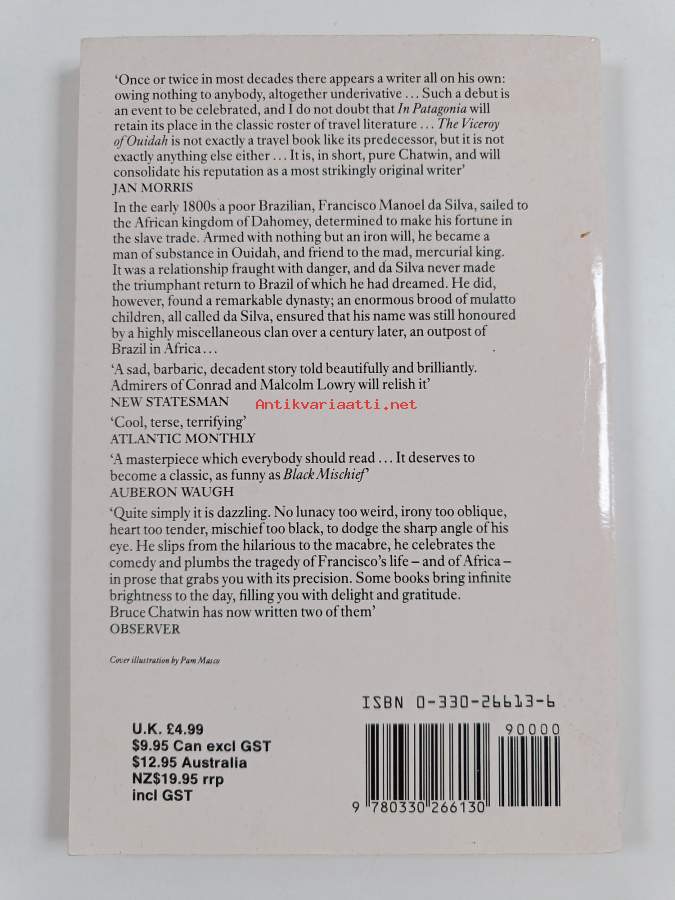 ‘Once or twice in most decades there appears a writer all on his own:
owing nothing to anybody, altogether underivative ... Such a debut is
an event to be celebrated, and I do not doubt that In Patagonia will
retain its place in the classic roster of travel literature ... The Viceroy
of Ouidah is not exactly a travel book like its predecessor, but it is not
exactly anything else either ... It is, in short, pure Chatwin, and will
consolidate his reputation as a most strikingly original writer’
JAN MORRIS
In the early 1800s a poor Brazilian, Francisco Manoel da Silva, sailed to
the African kingdom of Dahomey, determined to make his fortune in
the slave trade. Armed with nothing but an iron will, he became a
man of substance in Ouidah, and friend to the mad, mercurial king.
It was a relationship fraught with danger, and da Silva never made
the triumphant return to Brazil of which he had dreamed. He did,
however, found a remarkable dynasty; an enormous brood of mulatto
children, all called da Silva, ensured that his name was still honoured
by a highly miscellaneous clan over a century later, an outpost of
Brazil in Africa ...
‘A sad, barbaric, decadent story told beautifully and brilliantly.
Admirers of Conrad and Malcolm Lowry will relish it’
NEW STATESMAN
Antikvariaatti.net
‘Cool, terse, terrifying’
ATLANTIC MONTHLY
‘A masterpiece which everybody should read ... It deserves to
become a classic, as funny as Black Mischief’
AUBERON WAUGH
‘Quite simply it is dazzling. No lunacy too weird, irony too oblique,
heart too tender, mischief too black, to dodge the sharp angle of his
eye. He slips from the hilarious to the macabre, he celebrates the
comedy and plumbs the tragedy of Francisco’s life – and of Africa –
in prose that grabs you with its precision. Some books bring infinite
brightness to the day, filling you with delight and gratitude.
Bruce Chatwin has now written two of them’
OBSERVER
Cover illustration by Pam Masco
ISBN 0-330-26613-6
U.K. £4.99
$9.95 Can excl GST
$12.95 Australia
NZ$19.95 rrp
incl GST
90000
9 780330 266130